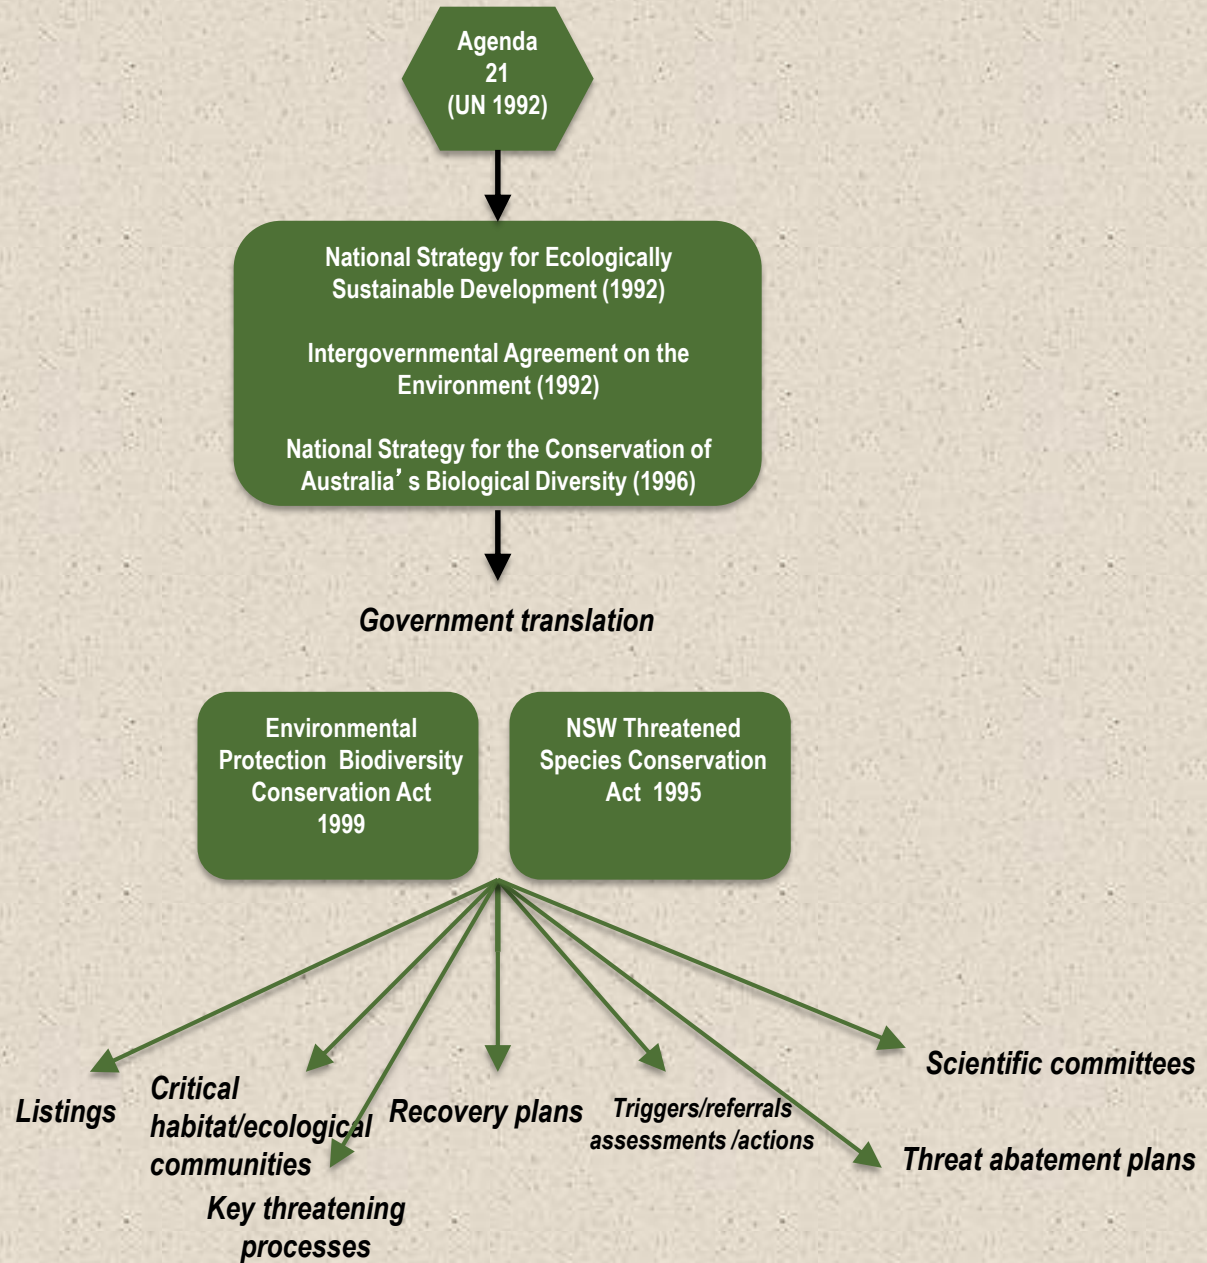 Agenda
21
(UN 1992)
National Strategy for Ecologically
Sustainable Development (1992)
Intergovernmental Agreement on the
Environment (1992)
National Strategy for the Conservation of
Australia’s Biological Diversity (1996)
Government translation
Environmental
Protection Biodiversity
Conservation Act
1999
NSW Threatened
Species Conservation
Act 1995
Listings
Critical
habitat/ecological
communities
Key threatening
processes
Recovery plans
Triggers/referrals
assessments /actions
Scientific committees
Threat abatement plans